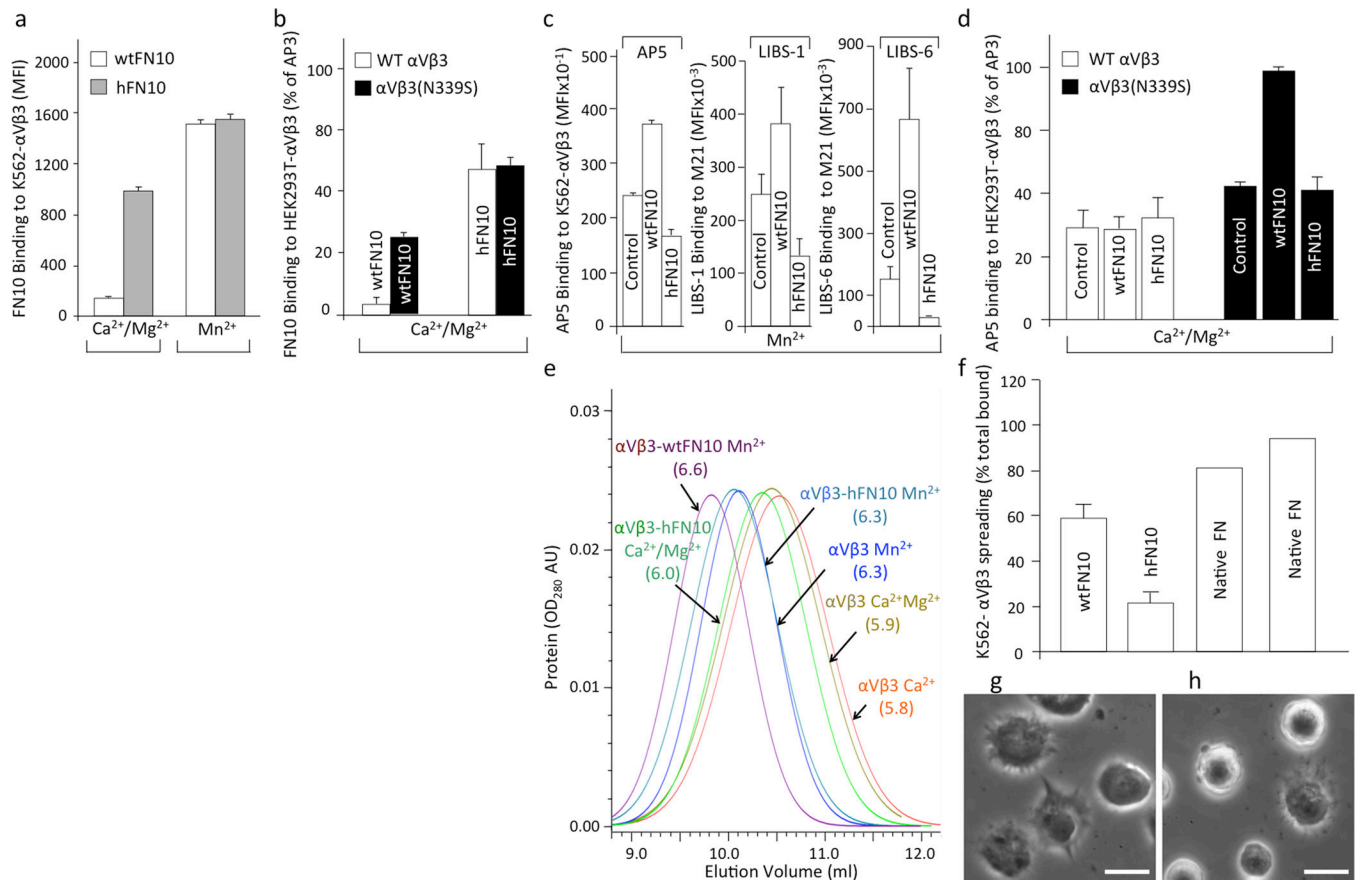 a
FN10 Binding to K562-αVβ3 (MFI)
wtFN10
hFN10
2000
1600
1200
800
400
0
Ca²⁺/Mg²⁺
Mn²⁺
b
FN10 Binding to HEK293T-αVβ3 (% of AP3)
WT αVβ3
αVβ3(N339S)
100
80
60
40
20
0
wtFN10
wtFN10
hFN10
hFN10
Ca²⁺/Mg²⁺
c
AP5 Binding to K562-αVβ3 (MFIx10⁻¹)
AP5
500
400
300
200
100
0
Control
wtFN10
hFN10
LIBS-1 Binding to M21 (MFIx10⁻³)
LIBS-1
500
400
300
200
100
0
Control
wtFN10
hFN10
LIBS-6 Binding to M21 (MFIx10⁻³)
LIBS-6
900
750
600
450
300
150
0
Control
wtFN10
hFN10
Mn²⁺
d
AP5 binding to HEK293T-αVβ3 (% of AP3)
WT αVβ3
αVβ3(N339S)
100
80
60
40
20
0
Control
wtFN10
hFN10
Control
wtFN10
hFN10
Ca²⁺/Mg²⁺
e
Protein (OD₂₈₀ AU)
0.03
0.02
0.01
0.00
αVβ3-wtFN10 Mn²⁺
(6.6)
αVβ3-hFN10
Ca²⁺/Mg²⁺
(6.0)
αVβ3-hFN10 Mn²⁺
(6.3)
αVβ3 Mn²⁺
(6.3)
αVβ3 Ca²⁺Mg²⁺
(5.9)
αVβ3 Ca²⁺
(5.8)
9.0
10.0
11.0
12.0
Elution Volume (ml)
f
K562- αVβ3 spreading (% total bound)
120
100
80
60
40
20
0
wtFN10
hFN10
Native FN
Native FN
g
h